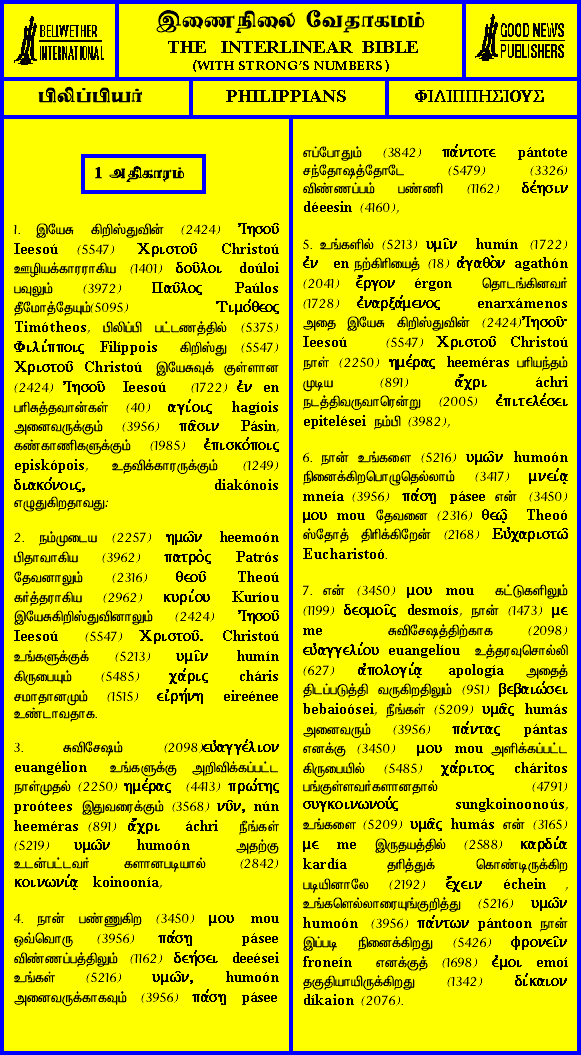 BELLWETHER
INTERNATIONAL
இணைநிலை வேதாகமம்
THE INTERLINEAR BIBLE
(WITH STRONG'S NUMBERS)
GOOD NEWS
PUBLISHERS
பிலிப்பியர்
PHILIPPIANS
ΦΙΛΙΠΠΗΣΙΟΥΣ
1 அதிகாரம்
1. இயேசு கிறிஸ்துவின் (2424) Ἰησοῦ
Ieesoú (5547) Χριστοῦ Christoú
ஊழியக்காரராகிய (1401) δοῦλοι doúloi
பவுலும் (3972) Παῦλος Paúlos
தீமோத்தேயும்(5095) Τιμόθεος
Timótheos, பிலிப்பி பட்டணத்தில் (5375)
Φιλίπποις Filíppois கிறிஸ்து (5547)
Χριστοῦ Christoú இயேசுவுக் குள்ளான
(2424) Ἰησοῦ Ieesoú (1722) ἐν en
பரிசுத்தவான்கள் (40) αγίοις hagíois
அனைவருக்கும் (3956) πᾶσιν Pásin,
கண்காணிகளுக்கும் (1985) ἐπισκόποις
episkópois, உதவிக்காரருக்கும் (1249)
διακόνοις, diakónois
எழுதுகிறதாவது:
2. நம்முடைய (2257) ημῶν heemoón
பிதாவாகிய (3962) πατρὸς Patrós
தேவனாலும் (2316) θεοῦ Theoú
கர்த்தராகிய (2962) κυρίου Kuríou
இயேசுகிறிஸ்துவினாலும் (2424) Ἰησοῦ
Ieesoú (5547) Χριστοῦ. Christoú
உங்களுக்குக் (5213) υμῖν humín
கிருபையும் (5485) χάρις cháris
சமாதானமும் (1515) εἰρήνη eireénee
உண்டாவதாக.
3. சுவிசேஷம் (2098)εὐαγγέλιον
euangélion உங்களுக்கு அறிவிக்கப்பட்ட
நாள்முதல் (2250) ημέρας (4413) πρώτης
proótees இதுவரைக்கும் (3568) νῦν, nún
heeméras (891) ἄχρι áchri நீங்கள்
(5219) υμῶν humoón அதற்கு
உடன்பட்டவர் களானபடியால் (2842)
κοινωνίᾳ koinoonía,
4. நான் பண்ணுகிற (3450) μου mou
ஒவ்வொரு (3956) πάσῃ pásee
விண்ணப்பத்திலும் (1162) δεήσει deeései
உங்கள் (5216) υμῶν, humoón
அனைவருக்காகவும் (3956) πάσῃ pásee
எப்போதும் (3842) πάντοτε pántote
சந்தோஷத்தோடே (5479) (3326)
விண்ணப்பம் பண்ணி (1162) δέησιν
déeesin (4160),
5. உங்களில் (5213) υμῖν humín (1722)
ἐν en நற்கிரியைத் (18) ἀγαθὸν agathón
(2041) ἔργον érgon தொடங்கினவர்
(1728) ἐναρξάμενος enarxámenos
அதை இயேசு கிறிஸ்துவின் (2424)Ἰησοῦ
Ieesoú (5547) Χριστοῦ Christoú
நாள் (2250) ημέρας heeméras பரியந்தம்
முடிய (891) ἄχρι áchri
நடத்திவருவாரென்று (2005) ἐπιτελέσει
epitelései நம்பி (3982),
6. நான் உங்களை (5216) υμῶν humoón
நினைக்கிறபொழுதெல்லாம் (3417) μνείᾳ
mneía (3956) πάσῃ pásee என் (3450)
μου mou தேவனை (2316) θεῷ Theoó
ஸ்தோத் திரிக்கிறேன் (2168) Εὐχαριστῶ
Eucharistoó.
7. என் (3450) μου mou கட்டுகளிலும்
(1199) δεσμοῖς desmois, நான் (1473) με
me சுவிசேஷத்திற்காக (2098)
εὐαγγελίου euangelíou உத்தரவுசொல்லி
(627) ἀπολογίᾳ apología அதைத்
திடப்படுத்தி வருகிறதிலும் (951) βεβαιώσει
bebaioósei, நீங்கள் (5209) υμᾶς humás
அனைவரும் (3956) πάντας pántas
எனக்கு (3450) μου mou அளிக்கப்பட்ட
கிருபையில் (5485) χάριτος cháritos
பங்குள்ளவர்களானதால் (4791)
συγκοινωνούς sungkoinoonoús,
உங்களை (5209) υμᾶς humás என் (3165)
με me இருதயத்தில் (2588) καρδίᾳ
kardía தரித்துக் கொண்டிருக்கிற
படியினாலே (2192) ἔχειν échein ,
உங்களெல்லாரையுங்குறித்து (5216) υμῶν
humoón (3956) πάντων pántoon நான்
இப்படி நினைக்கிறது (5426) φρονεῖν
froneín எனக்குத் (1698) ἐμοι emoí
தகுதியாயிருக்கிறது (1342) δίκαιον
díkaion (2076).